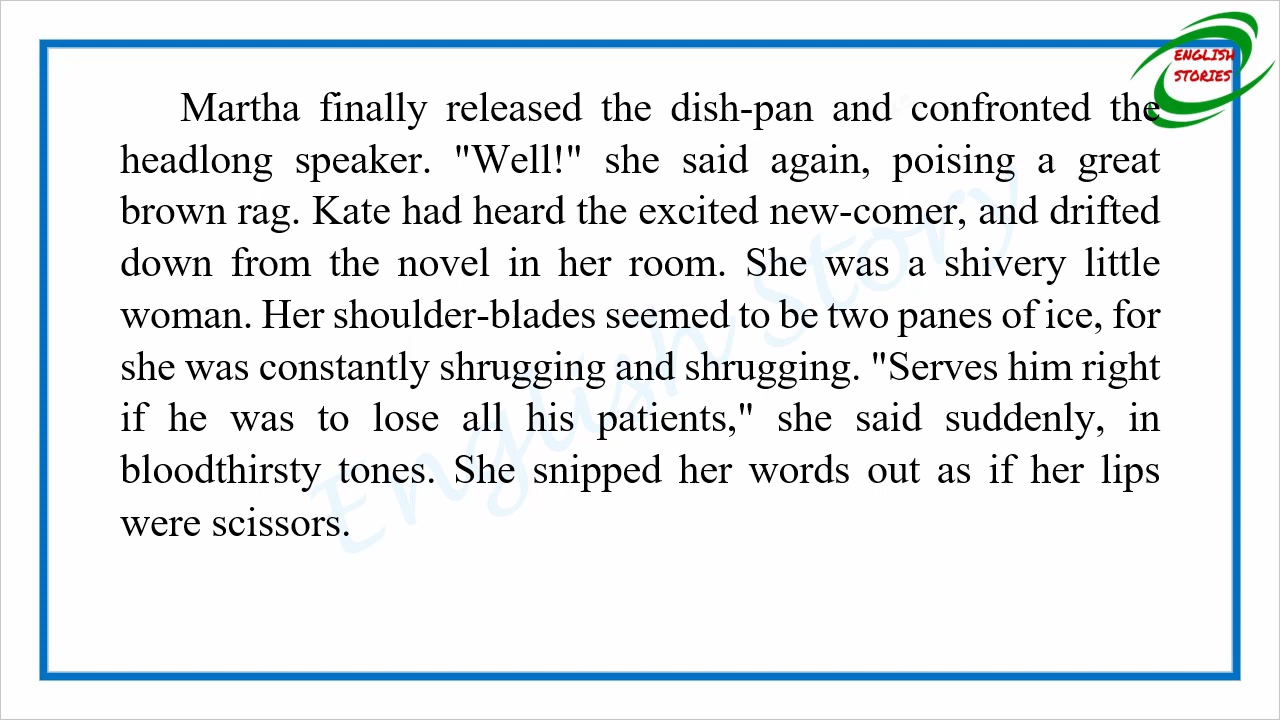 ENGLISH
STORIES
Martha finally released the dish-pan and confronted the
headlong speaker. "Well!" she said again, poising a great
brown rag. Kate had heard the excited new-comer, and drifted
down from the novel in her room. She was a shivery little
woman. Her shoulder-blades seemed to be two panes of ice, for
she was constantly shrugging and shrugging. "Serves him right
if he was to lose all his patients," she said suddenly, in
bloodthirsty tones. She snipped her words out as if her lips
were scissors.
English Story